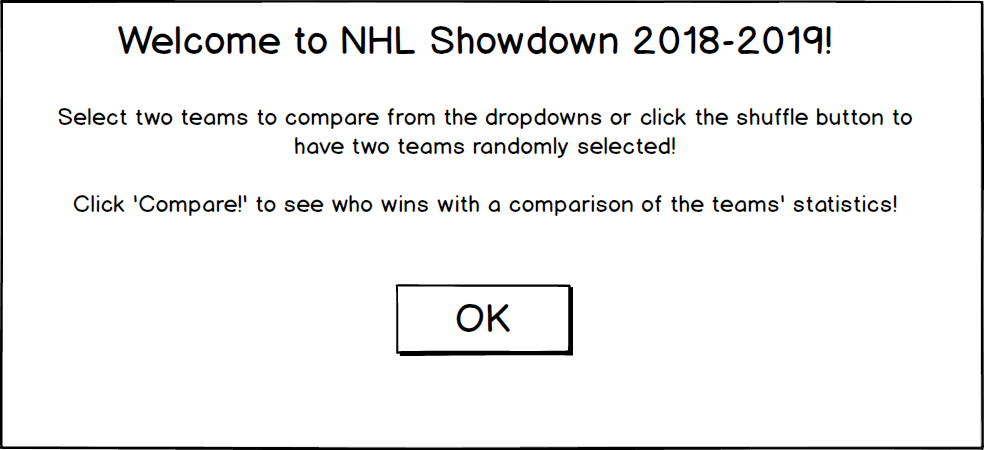 Welcome to NHL Showdown 2018-2019!
Select two teams to compare from the dropdowns or click the shuffle button to
have two teams randomly selected!
Click 'Compare!' to see who wins with a comparison of the teams' statistics!
OK